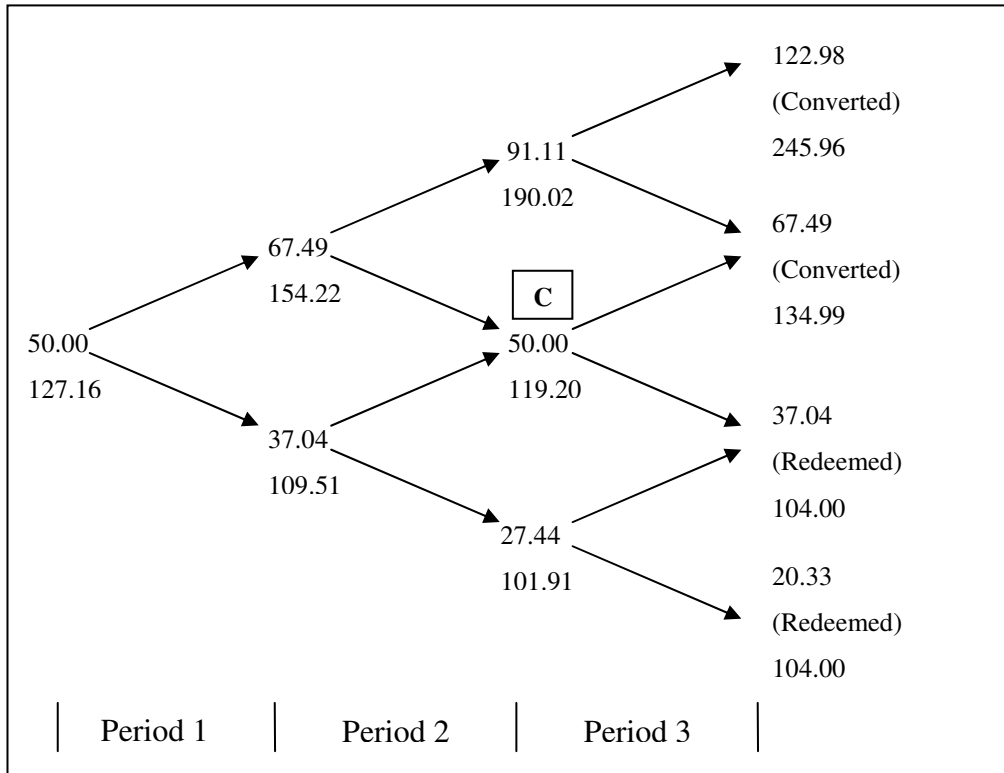 122.98
(Converted)
245.96
91.11
190.02
67.49
(Converted)
134.99
67.49
154.22
C
50.00
127.16
50.00
119.20
37.04
109.51
37.04
(Redeemed)
104.00
27.44
101.91
20.33
(Redeemed)
104.00
Period 1
Period 2
Period 3